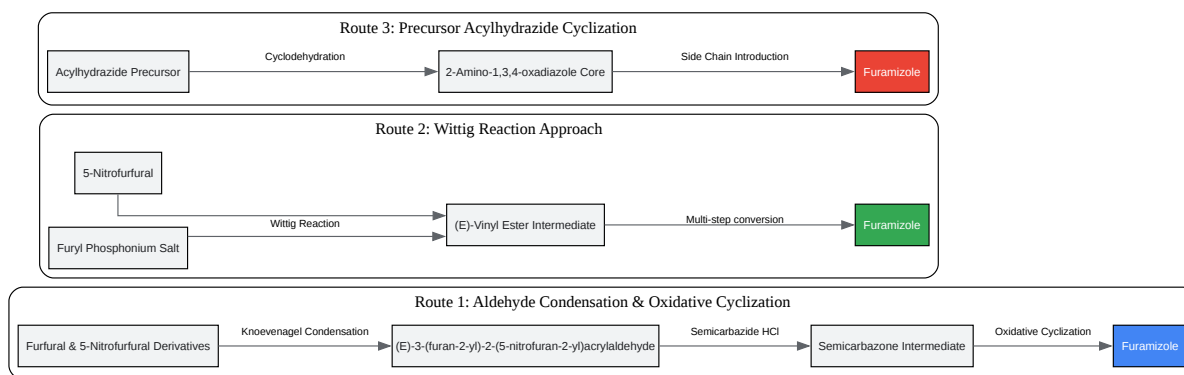 Route 3: Precursor Acylhydrazide Cyclization
Acylhydrazide Precursor
Cyclodehydration
2-Amino-1,3,4-oxadiazole Core
Side Chain Introduction
Furamizole
Route 2: Wittig Reaction Approach
5-Nitrofurfural
Furyl Phosphonium Salt
Wittig Reaction
(E)-Vinyl Ester Intermediate
Multi-step conversion
Furamizole
Route 1: Aldehyde Condensation & Oxidative Cyclization
Furfural & 5-Nitrofurfural Derivatives
Knoevenagel Condensation
(E)-3-(furan-2-yl)-2-(5-nitrofuran-2-yl)acrylaldehyde
Semicarbazide HCl
Semicarbazone Intermediate
Oxidative Cyclization
Furamizole